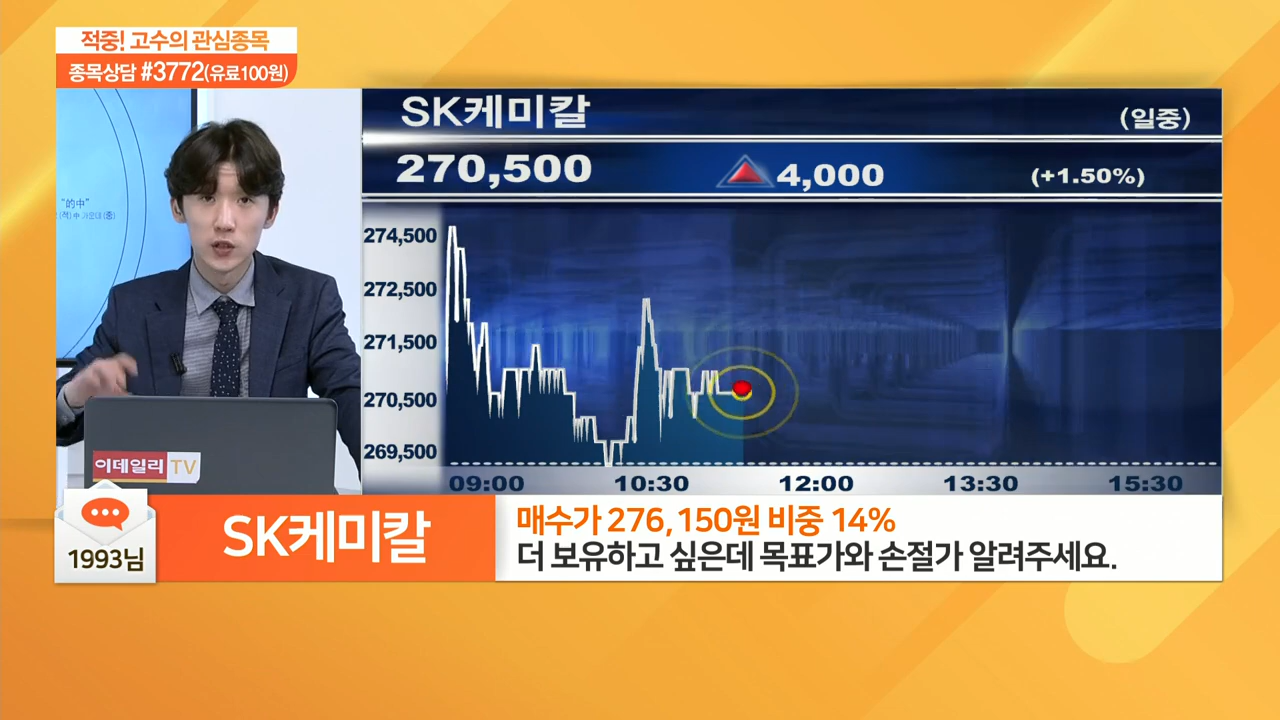 적중! 고수의 관심종목
종목상담 #3772(유료100원)
“的中”
SK케미칼
(일중)
270,500
4,000
(+1.50%)
274,500
272,500
271,500
270,500
269,500
09:00
10:30
12:00
13:30
15:30
이데일리TV
1993님
SK케미칼
매수가 276,150원 비중 14%
더 보유하고 싶은데 목표가와 손절가 알려주세요.